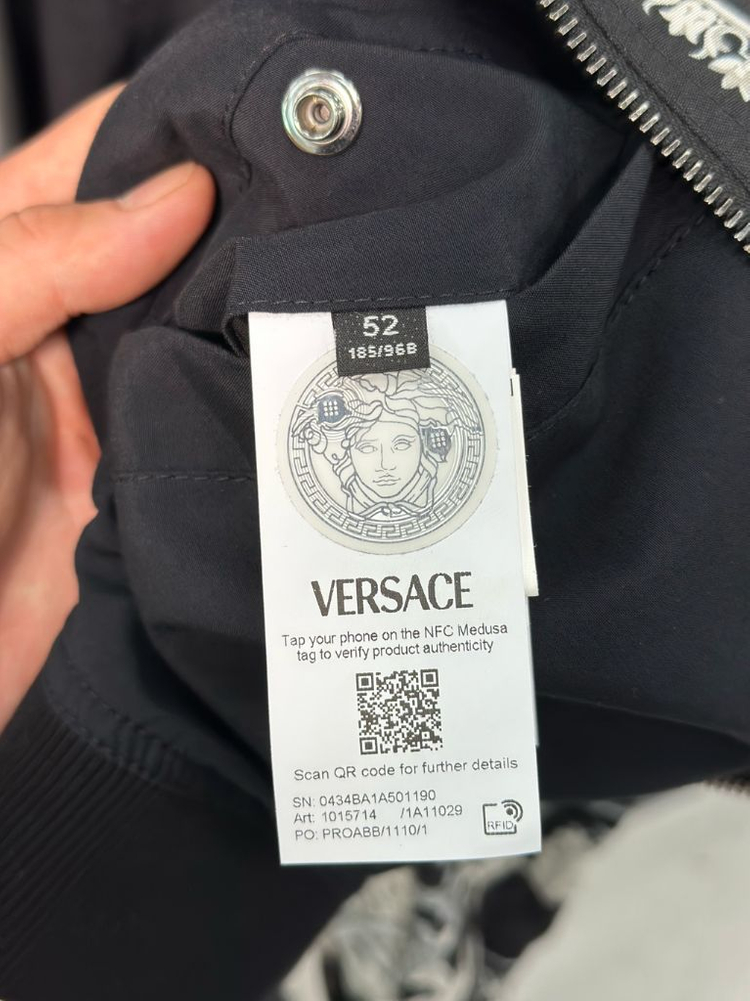 52
185/96B
VERSACE
Tap your phone on the NFC Medusa
tag to verify product authenticity
Scan QR code for further details
SN: 0434BA1A501190
Art: 1015714 /1A11029
PO: PROABB/1110/1
RFID